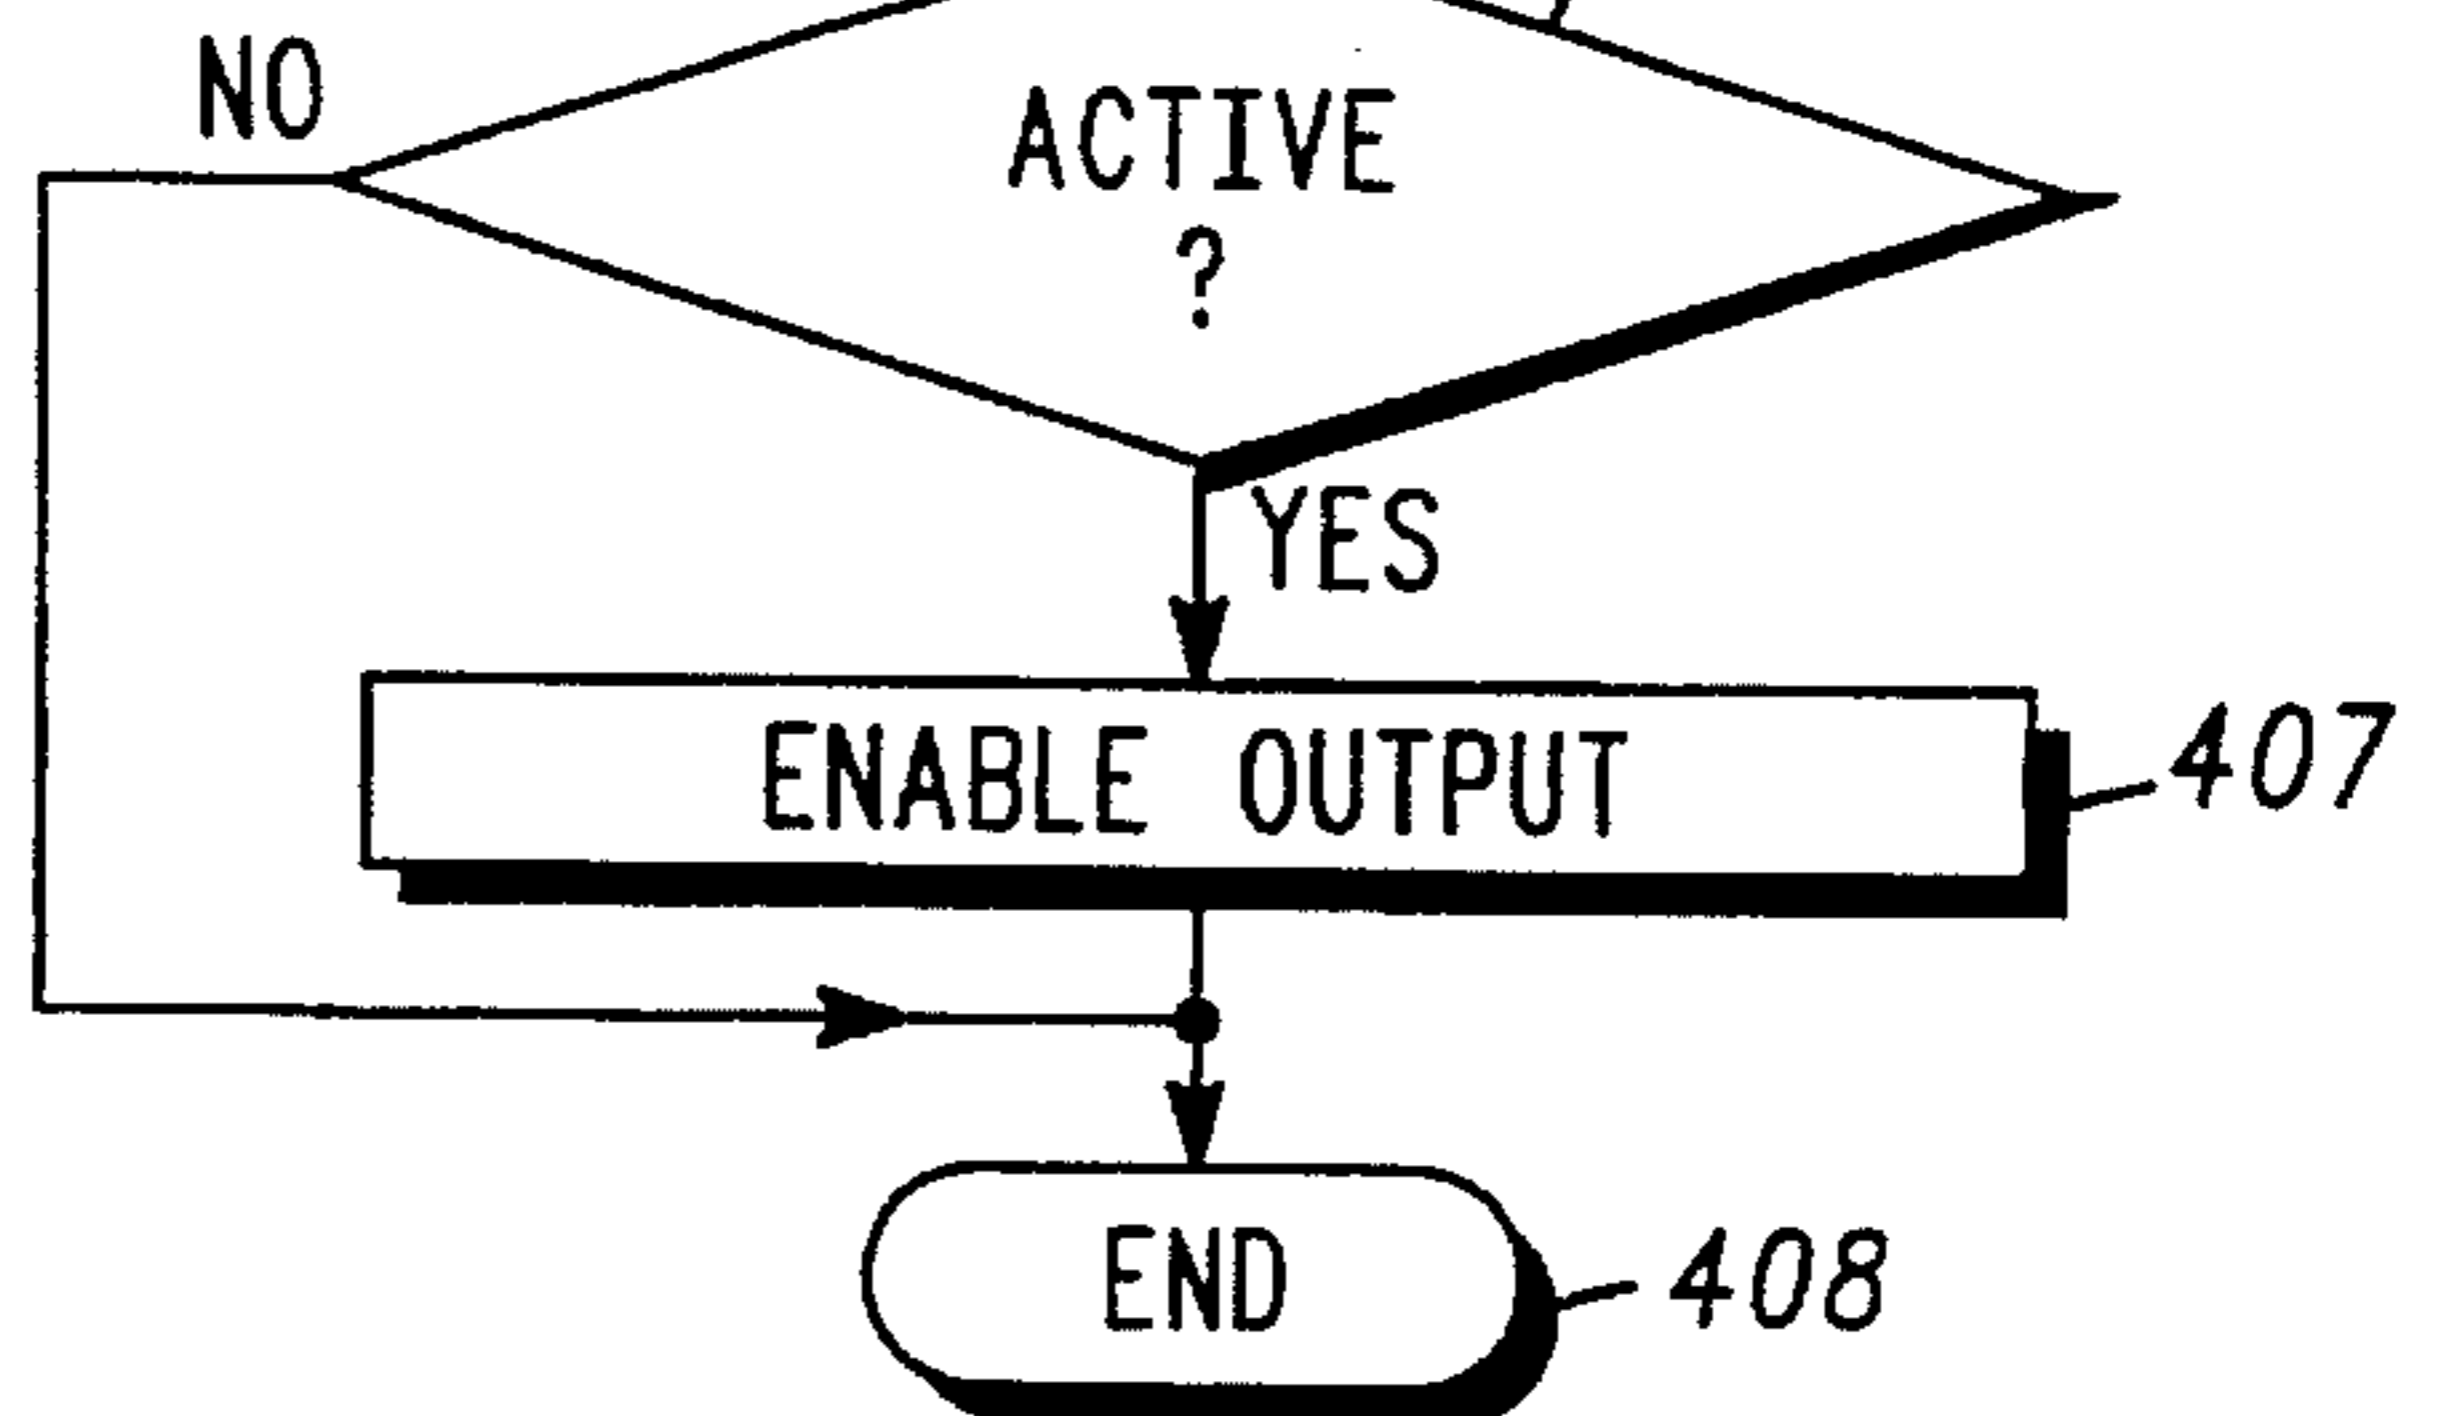 NO
ACTIVE
?
YES
ENABLE OUTPUT
407
END
408